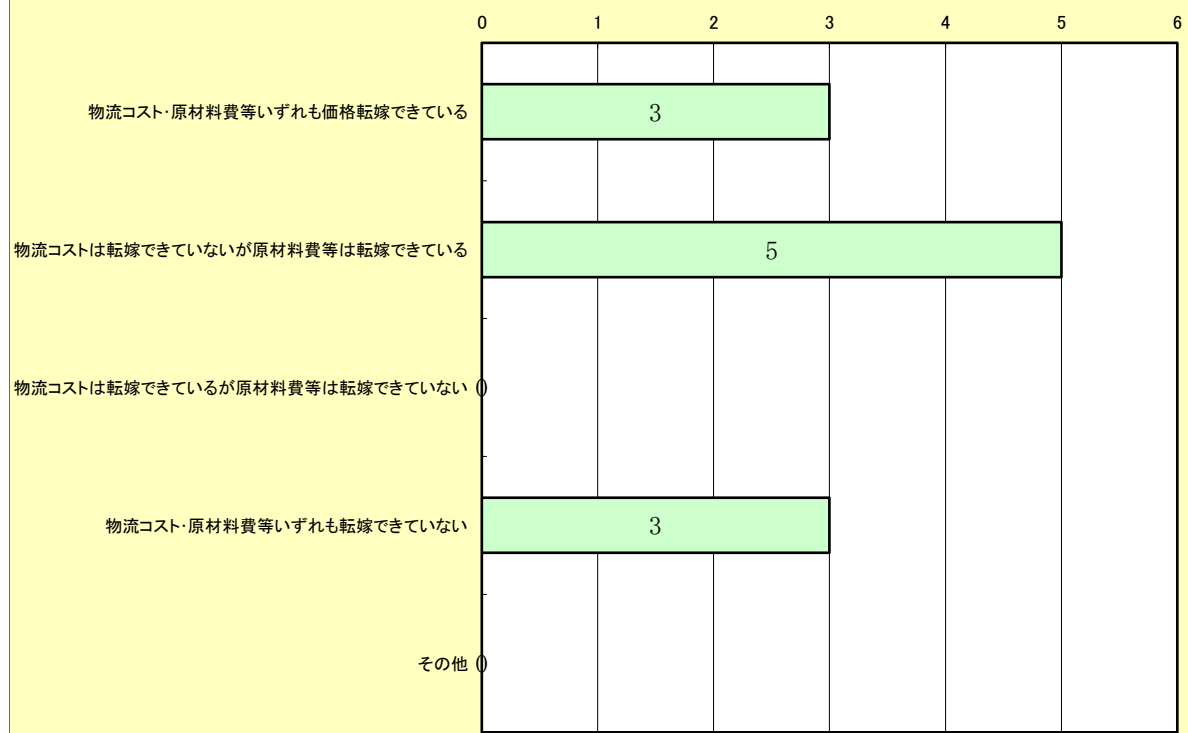 0 1 2 3 4 5 6
物流コスト･原材料費等いずれも価格転嫁できている 3
物流コストは転嫁できていないが原材料費等は転嫁できている 5
物流コストは転嫁できているが原材料費等は転嫁できていない 0
物流コスト･原材料費等いずれも転嫁できていない 3
その他 0